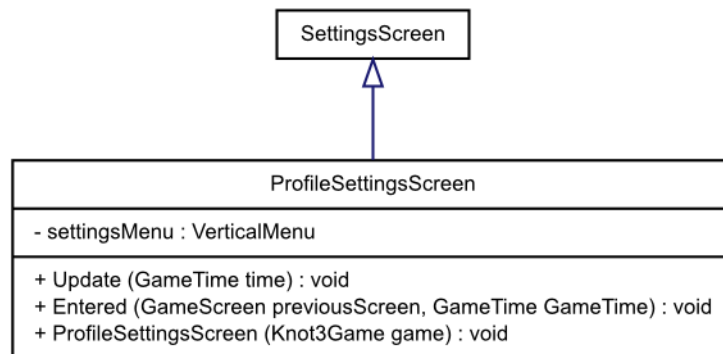 SettingsScreen
ProfileSettingsScreen
- settingsMenu : VerticalMenu
+ Update (GameTime time) : void
+ Entered (GameScreen previousScreen, GameTime GameTime) : void
+ ProfileSettingsScreen (Knot3Game game) : void